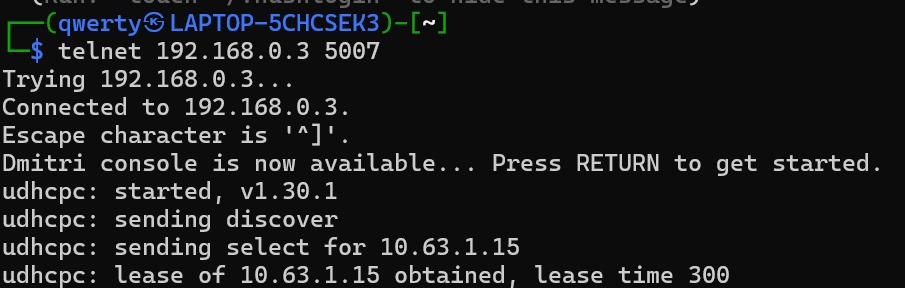 ┌──(qwerty㉿LAPTOP-5CHCSEK3)-[~]
└─$ telnet 192.168.0.3 5007
Trying 192.168.0.3...
Connected to 192.168.0.3.
Escape character is '^]'.
Dmitri console is now available... Press RETURN to get started.
udhcpc: started, v1.30.1
udhcpc: sending discover
udhcpc: sending select for 10.63.1.15
udhcpc: lease of 10.63.1.15 obtained, lease time 300